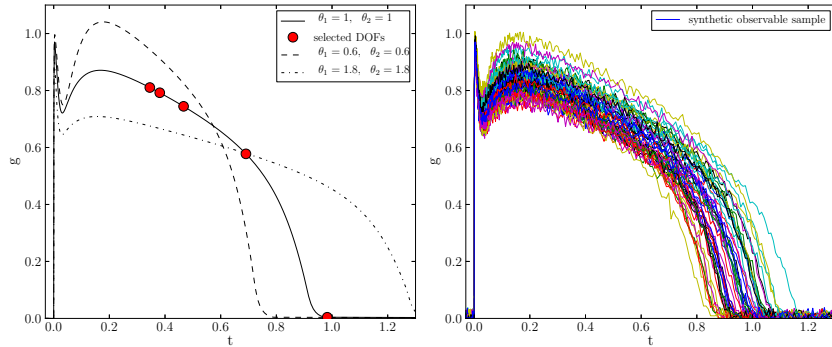 θ₁ = 1, θ₂ = 1
selected DOFs
θ₁ = 0.6, θ₂ = 0.6
θ₁ = 1.8, θ₂ = 1.8
g
1.0
0.8
0.6
0.4
0.2
0.0
0.0 0.2 0.4 0.6 0.8 1.0 1.2
t
synthetic observable sample
g
1.0
0.8
0.6
0.4
0.2
0.0
0.0 0.2 0.4 0.6 0.8 1.0 1.2
t